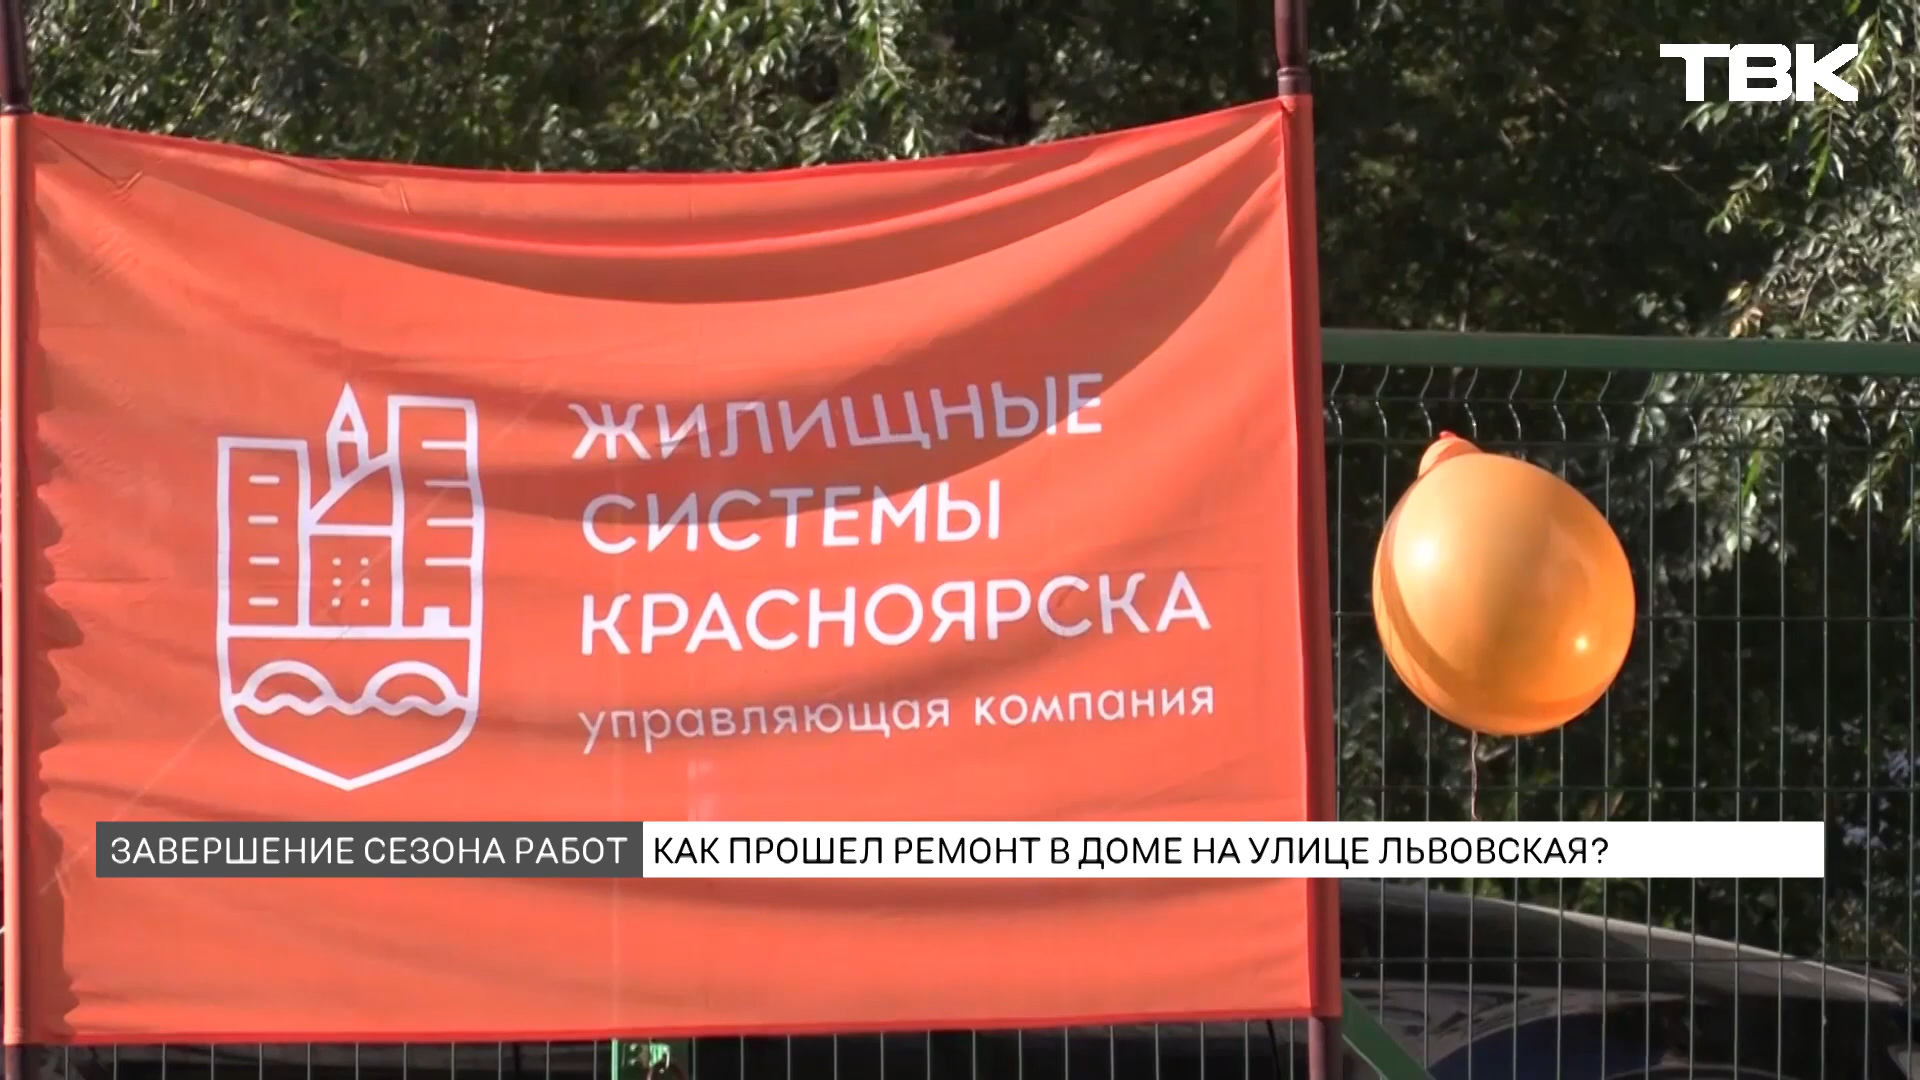 ТВК
ЖИЛИЩНЫЕ
СИСТЕМЫ
КРАСНОЯРСКА
управляющая компания
ЗАВЕРШЕНИЕ СЕЗОНА РАБОТ КАК ПРОШЕЛ РЕМОНТ В ДОМЕ НА УЛИЦЕ ЛЬВОВСКАЯ?